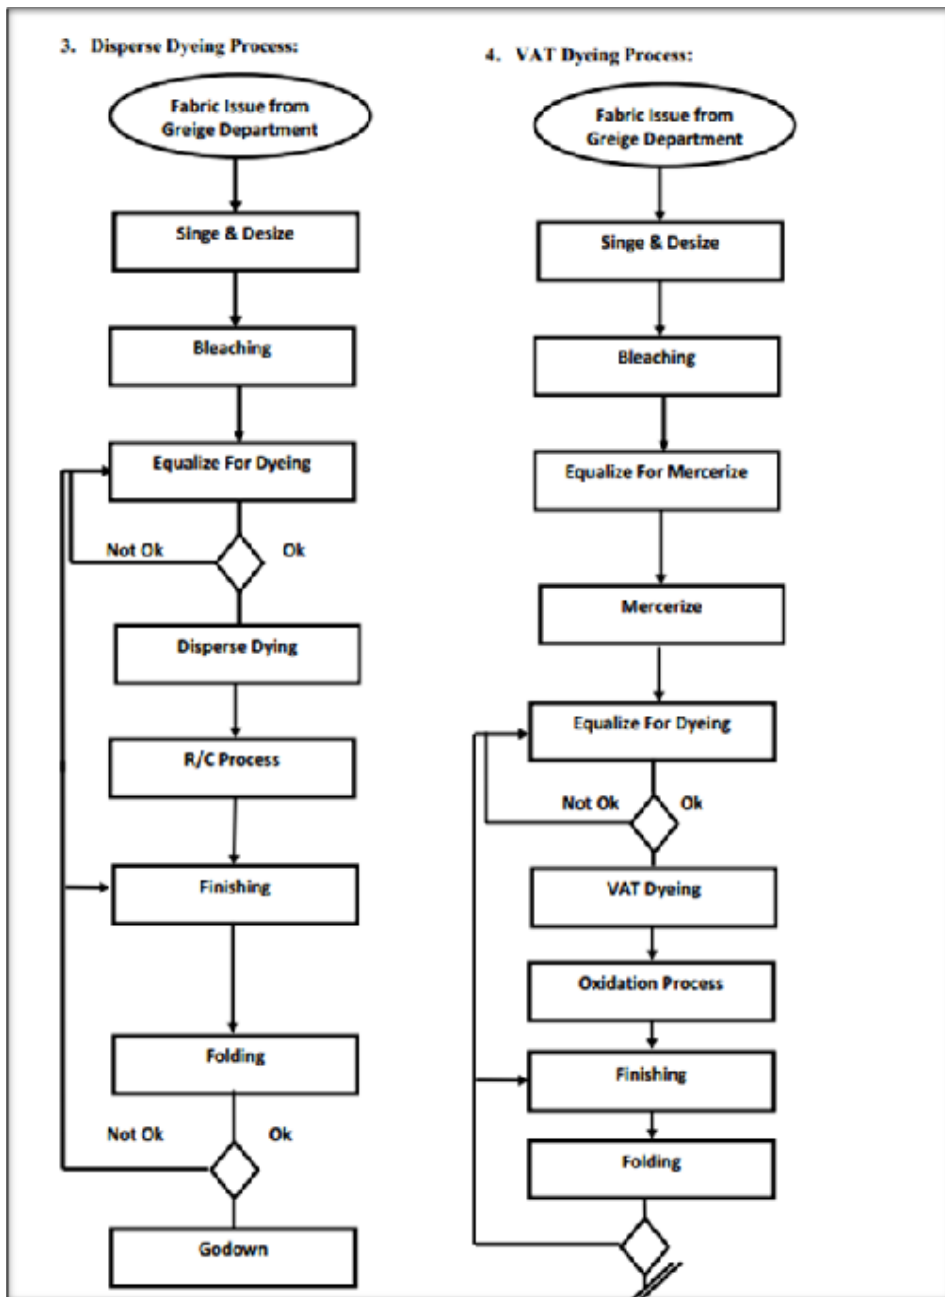 3. Disperse Dyeing Process:
Fabric Issue from
Greige Department
Singe & Desize
Bleaching
Equalize For Dyeing
Not Ok
Ok
Disperse Dying
R/C Process
Finishing
Folding
Not Ok
Ok
Godown
4. VAT Dyeing Process:
Fabric Issue from
Greige Department
Singe & Desize
Bleaching
Equalize For Mercerize
Mercerize
Equalize For Dyeing
Not Ok
Ok
VAT Dyeing
Oxidation Process
Finishing
Folding